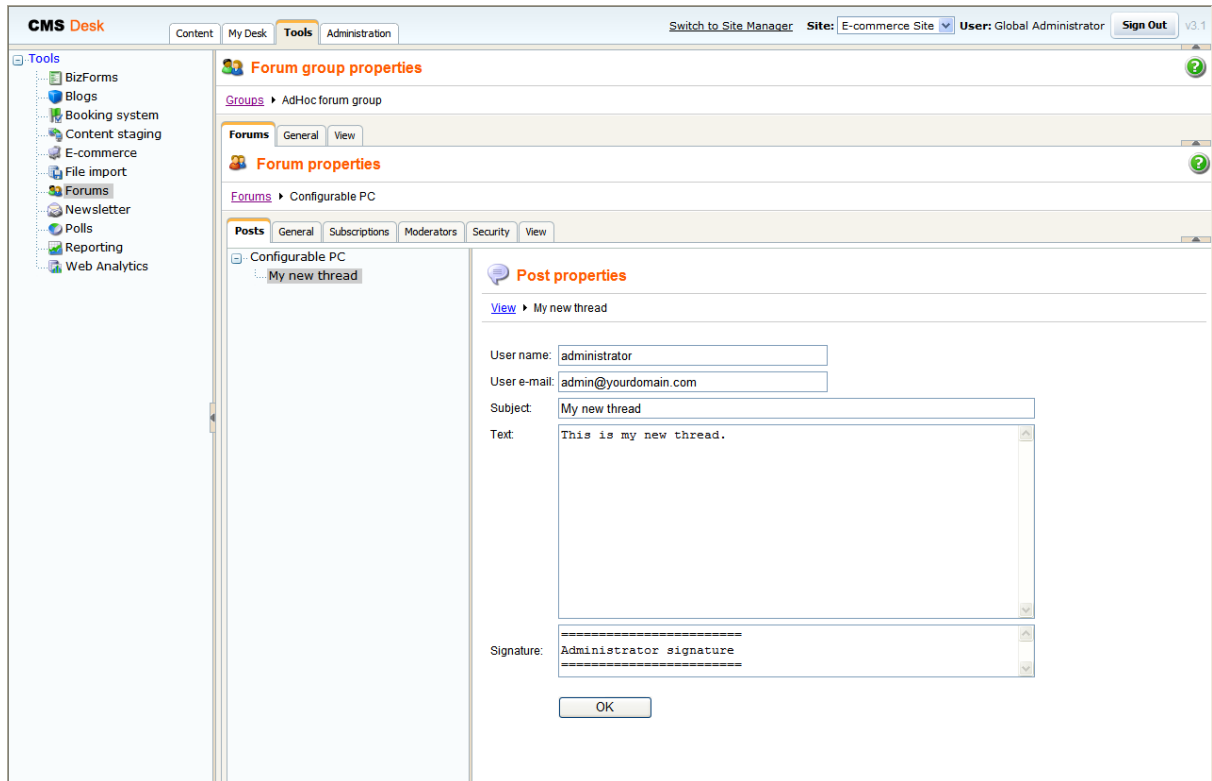 CMS Desk
Content My Desk Tools Administration
Switch to Site Manager Site: E-commerce Site User: Global Administrator Sign Out v3.1
Tools
BizForms
Blogs
Booking system
Content staging
E-commerce
File import
Forums
Newsletter
Polls
Reporting
Web Analytics
Forum group properties
Groups AdHoc forum group
Forums General View
Forum properties
Forums Configurable PC
Posts General Subscriptions Moderators Security View
Configurable PC
My new thread
Post properties
View My new thread
User name: administrator
User e-mail: admin@yourdomain.com
Subject: My new thread
Text: This is my new thread.
Signature:
========================
Administrator signature
========================
OK